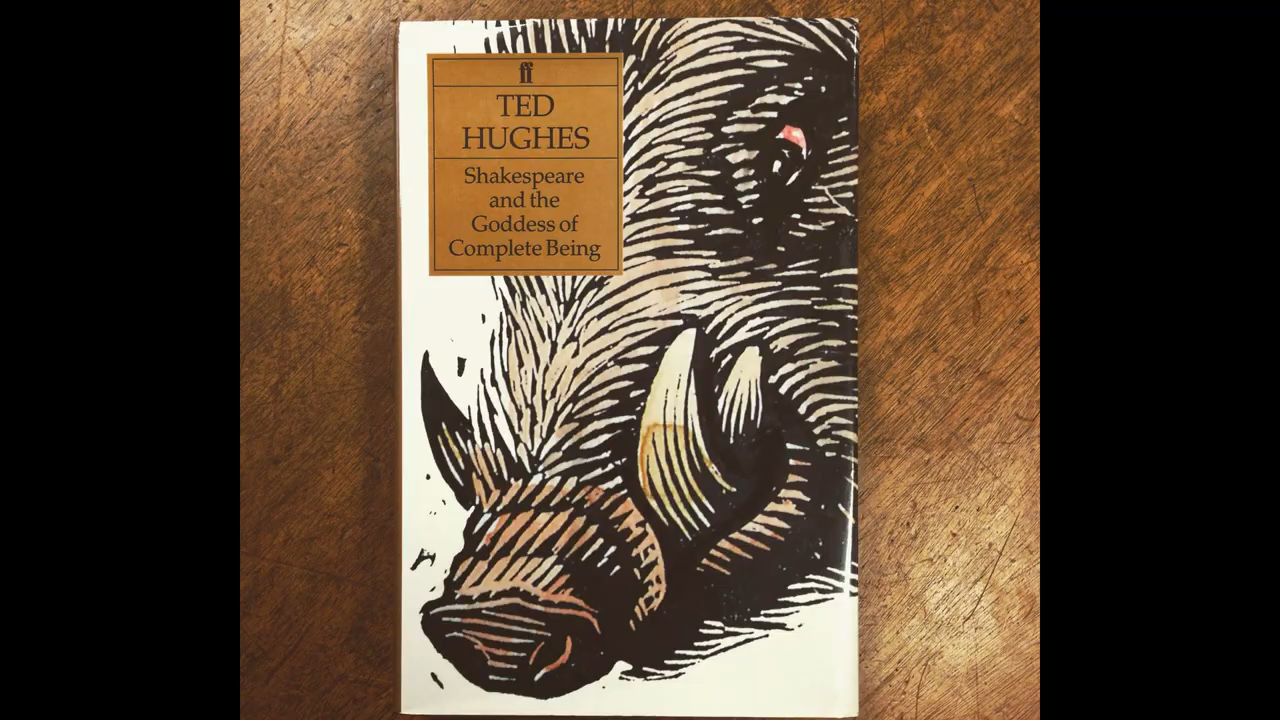 ff
TED
HUGHES
Shakespeare
and the
Goddess of
Complete Being